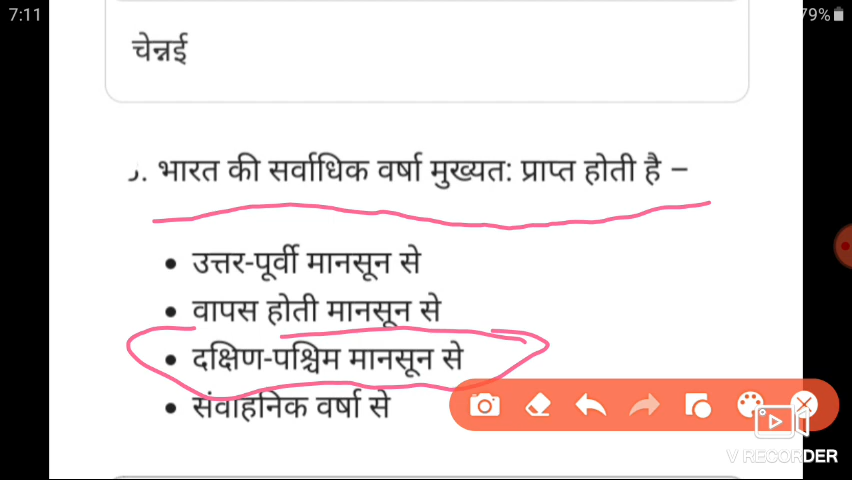 7:11
79%
चेन्नई
भारत की सर्वाधिक वर्षा मुख्यत: प्राप्त होती है –
• उत्तर-पूर्वी मानसून से
• वापस होती मानसून से
• दक्षिण-पश्चिम मानसून से
• संवाहनिक वर्षा से
V RECORDER